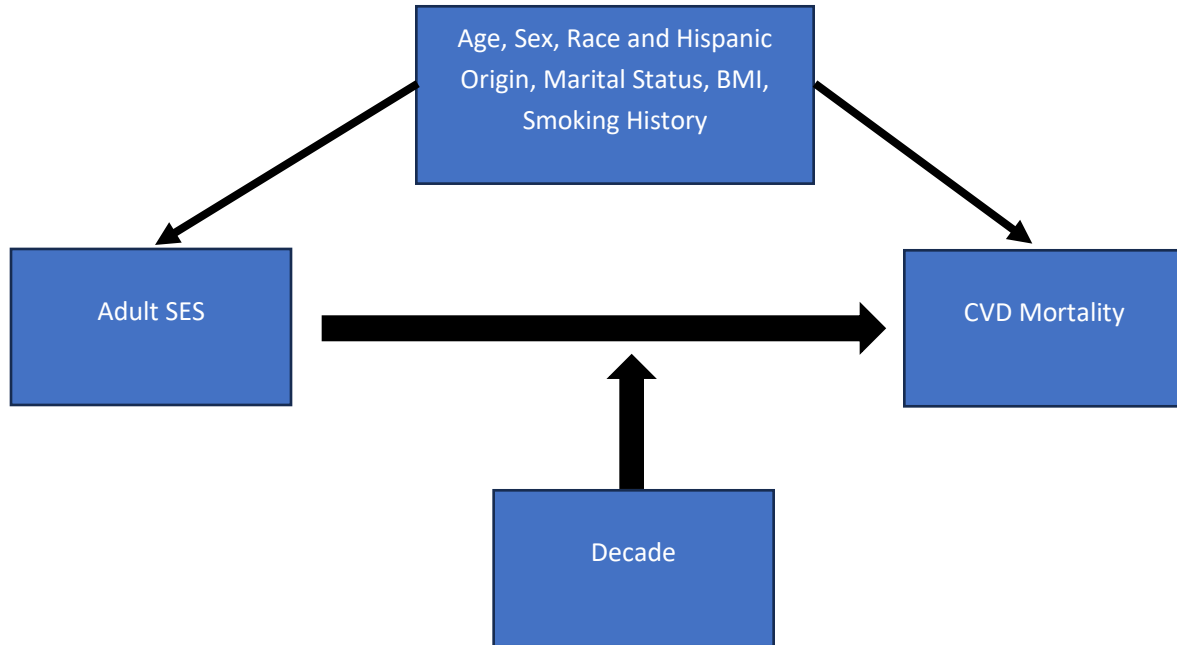 Age, Sex, Race and Hispanic
Origin, Marital Status, BMI,
Smoking History
Adult SES
CVD Mortality
Decade